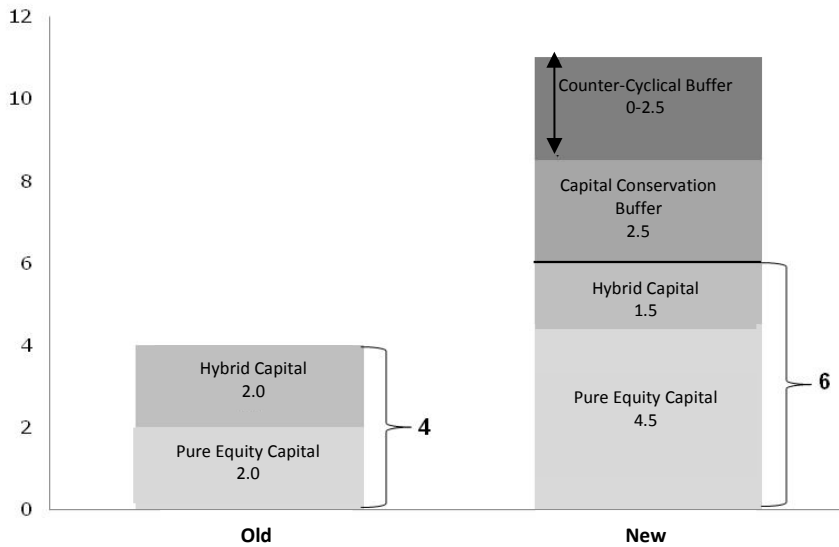 12
10
8
6
4
2
0
Counter-Cyclical Buffer
0-2.5
Capital Conservation
Buffer
2.5
Hybrid Capital
1.5
Pure Equity Capital
4.5
6
Hybrid Capital
2.0
Pure Equity Capital
2.0
4
Old
New